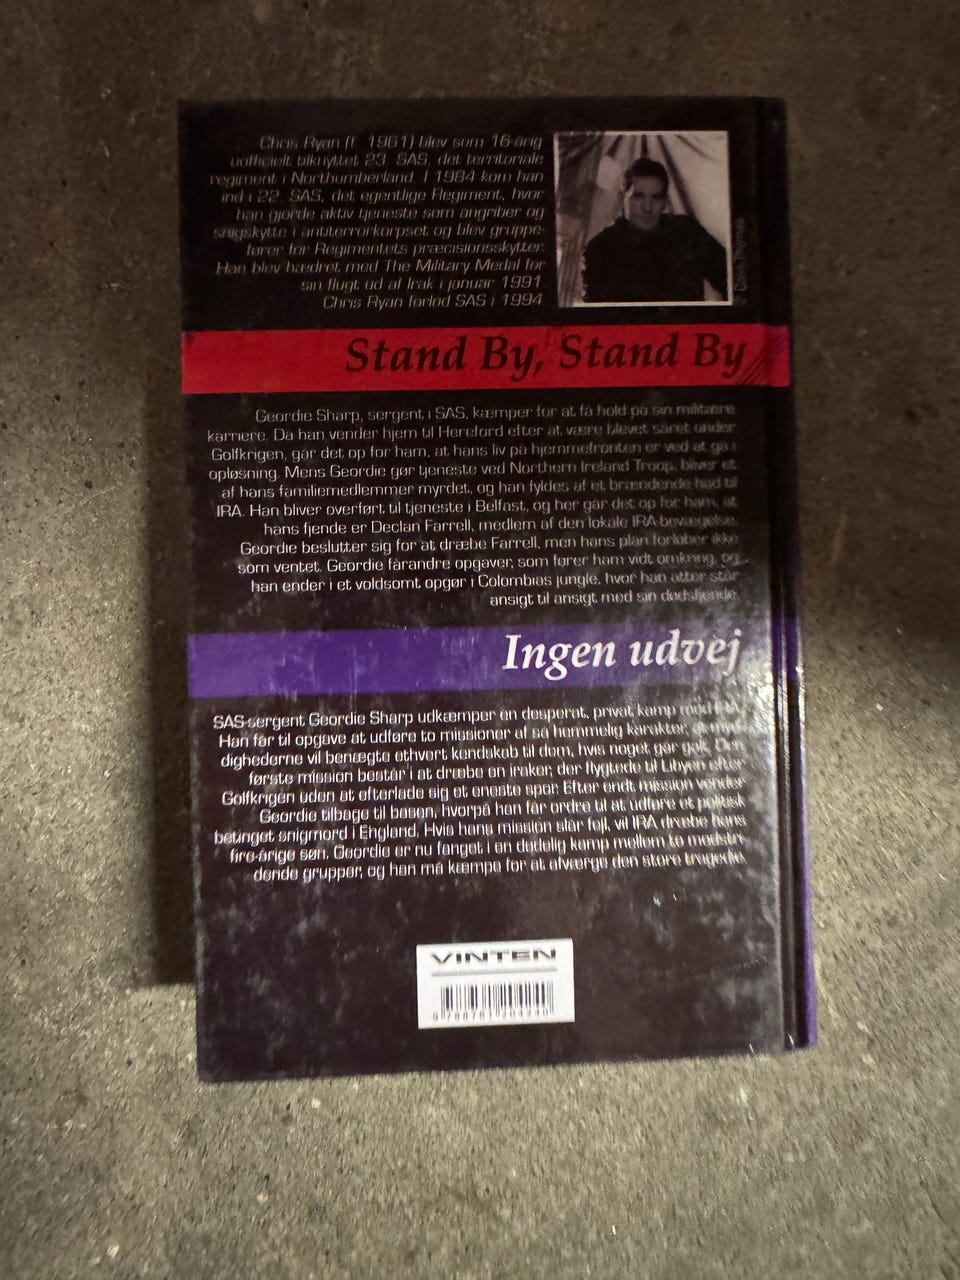 Chris Ryan (f. 1961) blev som 16-årig
uofficielt tilknyttet 23. SAS, det territoriale
regiment i Northumberland. I 1984 kom han
ind i 22. SAS, det egentlige Regiment, hvor
han gjorde aktiv tjeneste som angriber og
snigskytte i antiterrorkorpset og blev gruppe-
fører for Regimentets præcisionsskytter.
Han blev hædret med The Military Medal for
sin flugt ud af Irak i januar 1991.
Chris Ryan forlod SAS i 1994
Stand By, Stand By
Geordie Sharp, sergent i SAS, kæmper for at få hold på sin militære
karriere. Da han vender hjem til Hereford efter at være blevet såret under
Golfkrigen, går det op for ham, at hans liv på hjemmefronten er ved at gå i
opløsning. Mens Geordie gør tjeneste ved Northern Ireland Troop, bliver et
af hans familiemedlemmer myrdet, og han fyldes af et brændende had til
IRA. Han bliver overført til tjeneste i Belfast, og her går det op for ham, at
hans fjende er Declan Farrell, medlem af den lokale IRA-bevægelse.
Geordie beslutter sig for at dræbe Farrell, men hans plan forløber ikke
som ventet. Geordie får andre opgaver, som fører ham vidt omkring, og
han ender i et voldsomt opgør i Colombias jungle, hvor han atter står
ansigt til ansigt med sin dødsfjende.
Ingen udvej
SAS-sergent Geordie Sharp udkæmper en desperat, privat kamp mod IRA.
Han får til opgave at udføre to missioner af så hemmelig karakter, at myn-
dighederne vil benægte ethvert kendskab til dem, hvis noget går galt. Den
første mission består i at dræbe en iraker, der flygtede til Libyen efter
Golfkrigen uden at efterlade sig et eneste spor. Efter endt mission vender
Geordie tilbage til basen, hvorpå han får ordre til at udføre et politisk
betinget snigmord i England. Hvis hans mission slår fejl, vil IRA dræbe hans
fire-årige søn. Geordie er nu fanget i en dødelig kamp mellem to modstri-
dende grupper, og han må kæmpe for at afværge den store tragedie.
VINTEN